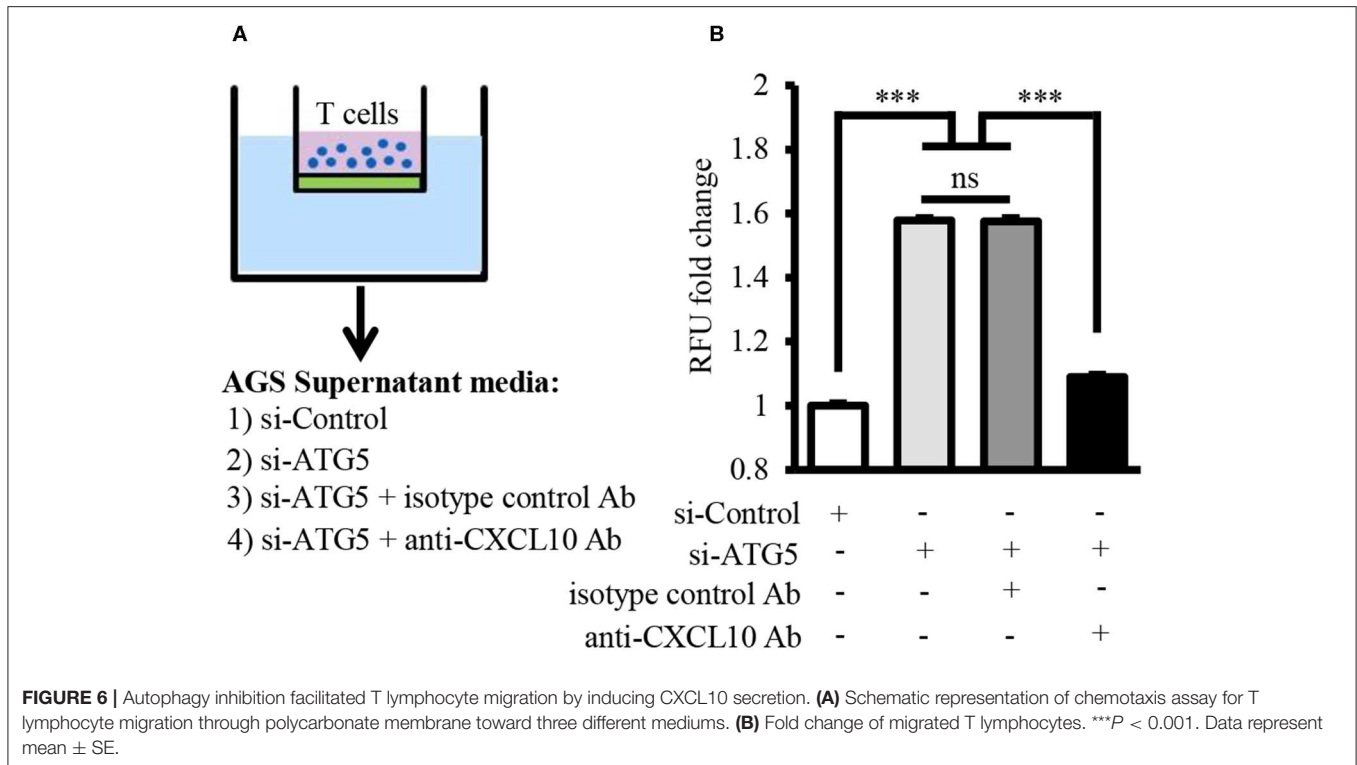 A
B
T cells
AGS Supernatant media:
1) si-Control
2) si-ATG5
3) si-ATG5 + isotype control Ab
4) si-ATG5 + anti-CXCL10 Ab
RFU fold change
2
1.8
1.6
1.4
1.2
1
0.8
*** ***
ns
si-Control + - - -
si-ATG5 - + + +
isotype control Ab - - + -
anti-CXCL10 Ab - - - +
FIGURE 6 | Autophagy inhibition facilitated T lymphocyte migration by inducing CXCL10 secretion. (A) Schematic representation of chemotaxis assay for T
lymphocyte migration through polycarbonate membrane toward three different mediums. (B) Fold change of migrated T lymphocytes. ***P < 0.001. Data represent
mean ± SE.